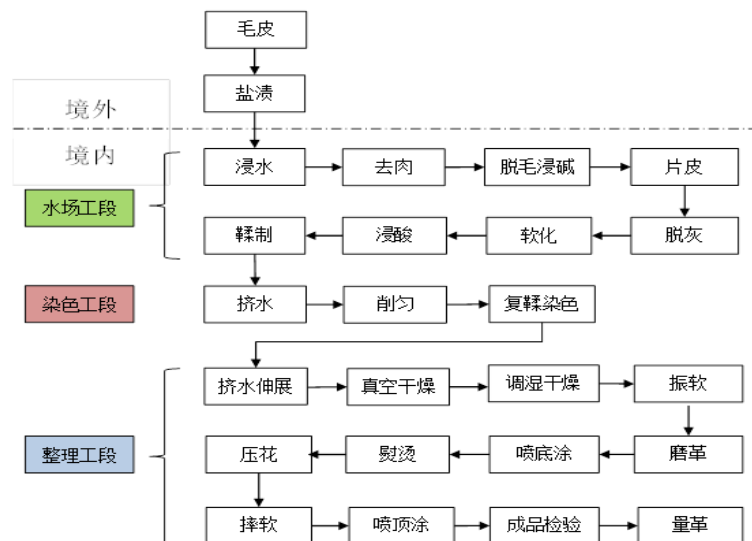 毛皮
盐渍
境外
境内
浸水 去肉 脱毛浸碱 片皮
水场工段
鞣制 浸酸 软化 脱灰
染色工段 挤水 削匀 复鞣染色
挤水伸展 真空干燥 调湿干燥 振软
整理工段 压花 熨烫 喷底涂 磨革
摔软 喷顶涂 成品检验 量革